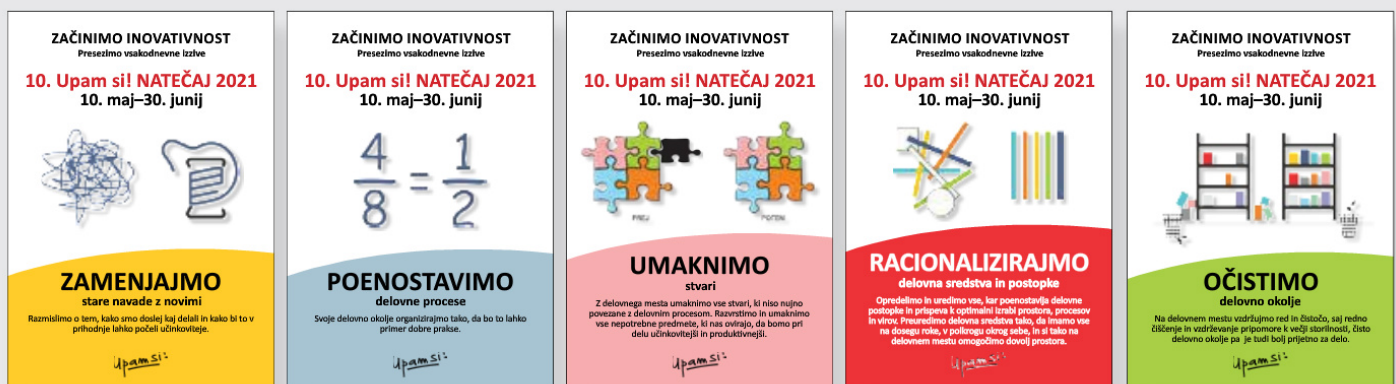 ZAČINIMO INOVATIVNOST
Presezimo vsakodnevne izzive
10. Upam si! NATEČAJ 2021
10. maj–30. junij
ZAMENJAJMO
stare navade z novimi
Razmislimo o tem, kako smo doslej kaj delali in kako bi to v
prihodnje lahko počeli učinkoviteje.
upam si:
ZAČINIMO INOVATIVNOST
Presezimo vsakodnevne izzive
10. Upam si! NATEČAJ 2021
10. maj–30. junij
4
8
=
1
2
POENOSTAVIMO
delovne procese
Svoje delovno okolje organizirajmo tako, da bo to lahko
primer dobre prakse.
upam si:
ZAČINIMO INOVATIVNOST
Presezimo vsakodnevne izzive
10. Upam si! NATEČAJ 2021
10. maj–30. junij
PREJ
POTEM
UMAKNIMO
stvari
Z delovnega mesta umaknimo vse stvari, ki niso nujno
povezane z delovnim procesom. Razvrstimo in umaknimo
vse nepotrebne predmete, ki nas ovirajo, da bomo pri
delu učinkovitejši in produktivnejši.
upam si:
ZAČINIMO INOVATIVNOST
Presezimo vsakodnevne izzive
10. Upam si! NATEČAJ 2021
10. maj–30. junij
RACIONALIZIRAJMO
delovna sredstva in postopke
Opredelimo in uredimo vse, kar poenostavlja delovne
postopke in prispeva k optimalni izrabi prostora, procesov
in virov. Preuredimo delovna sredstva tako, da imamo vse
na dosegu roke, v polkrogu okrog sebe, in si tako na
delovnem mestu omogočimo dovolj prostora.
upam si:
ZAČINIMO INOVATIVNOST
Presezimo vsakodnevne izzive
10. Upam si! NATEČAJ 2021
10. maj–30. junij
OČISTIMO
delovno okolje
Na delovnem mestu vzdržujmo red in čistočo, saj redno
čiščenje in vzdrževanje pripomore k večji storilnosti, čisto
delovno okolje pa je tudi bolj prijetno za delo.
upam si: